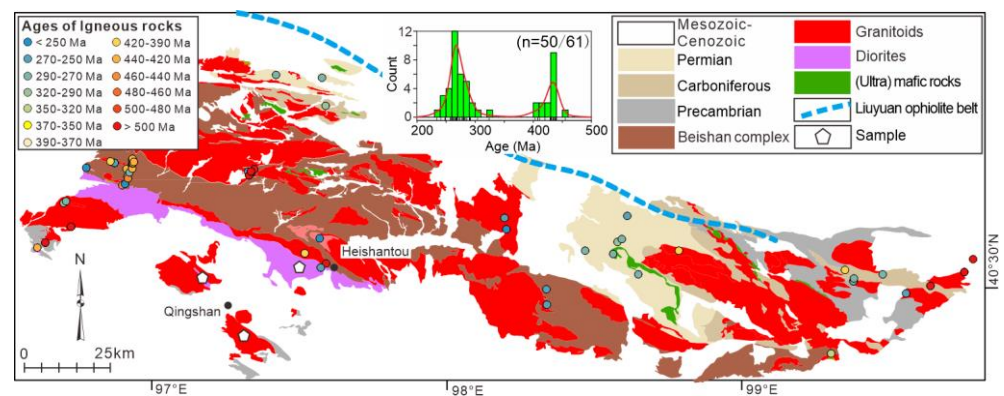 Ages of Igneous rocks
< 250 Ma
270-250 Ma
290-270 Ma
320-290 Ma
350-320 Ma
370-350 Ma
390-370 Ma
420-390 Ma
440-420 Ma
460-440 Ma
480-460 Ma
500-480 Ma
> 500 Ma
12
8
4
0
Count
(n=50/61)
200
300
400
500
Age (Ma)
Mesozoic-
Cenozoic
Permian
Carboniferous
Precambrian
Beishan complex
Granitoids
Diorites
(Ultra) mafic rocks
Liuyuan ophiolite belt
Sample
Heishantou
Qingshan
N
0
25km
40°30'N
97°E
98°E
99°E